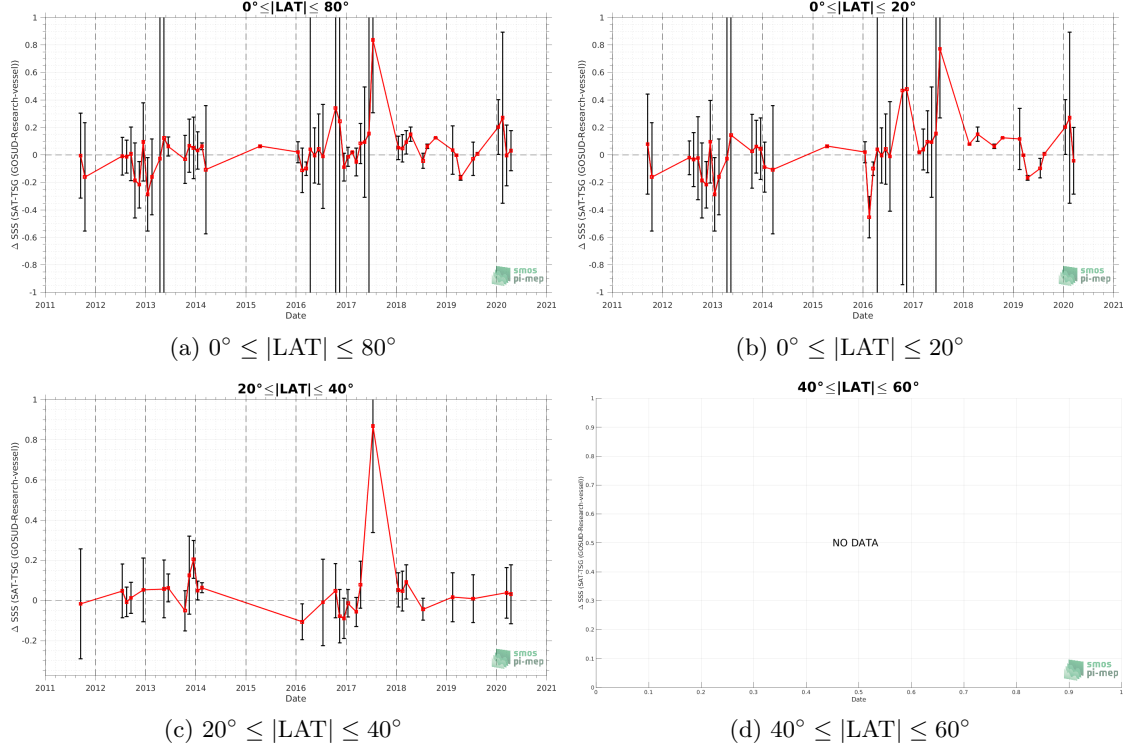 0°≤|LAT|≤ 80°
Δ SSS (SAT-TSG (GOSUD-Research-vessel))
1
0.8
0.6
0.4
0.2
0
-0.2
-0.4
-0.6
-0.8
-1
2011 2012 2013 2014 2015 2016 2017 2018 2019 2020 2021
Date
smos
pi-mep
(a) 0° ≤ |LAT| ≤ 80°
0°≤|LAT|≤ 20°
Δ SSS (SAT-TSG (GOSUD-Research-vessel))
1
0.8
0.6
0.4
0.2
0
-0.2
-0.4
-0.6
-0.8
-1
2011 2012 2013 2014 2015 2016 2017 2018 2019 2020 2021
Date
smos
pi-mep
(b) 0° ≤ |LAT| ≤ 20°
20°≤|LAT|≤ 40°
Δ SSS (SAT-TSG (GOSUD-Research-vessel))
1
0.8
0.6
0.4
0.2
0
-0.2
2011 2012 2013 2014 2015 2016 2017 2018 2019 2020 2021
Date
smos
pi-mep
(c) 20° ≤ |LAT| ≤ 40°
40°≤|LAT|≤ 60°
Δ SSS (SAT-TSG (GOSUD-Research-vessel))
1
0.9
0.8
0.7
0.6
0.5
0.4
0.3
0.2
0.1
0
NO DATA
0 0.1 0.2 0.3 0.4 0.5 0.6 0.7 0.8 0.9 1
Date
smos
pi-mep
(d) 40° ≤ |LAT| ≤ 60°